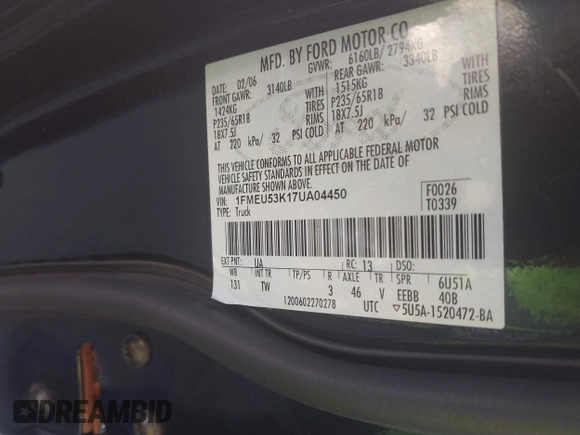 MFD. BY FORD MOTOR CO.
02/06 GVWR: 6160LB/ 2794KG
FRONT GAWR: 3140LB REAR GAWR: 3340LB
1424KG 1515KG WITH
P235/65R18 TIRES P235/65R18 TIRES
18X7.5J RIMS 18X7.5J RIMS
AT 220 kPa/ 32 PSI COLD AT 220 kPa/ 32 PSI COLD
THIS VEHICLE CONFORMS TO ALL APPLICABLE FEDERAL MOTOR
VEHICLE SAFETY STANDARDS IN EFFECT ON THE DATE OF
MANUFACTURE SHOWN ABOVE.
VIN: 1FMEU53K17UA04450 F0026
TYPE: Truck T0339
EXT PNT: UA RC: 13 DSO:
WB INT TR TP/PS R AXLE TR SPR 6U51A
131 TW 3 46 V EEBB 40B
1200602270278 UTC ▽5U5A-1520472-BA
DREAMBID